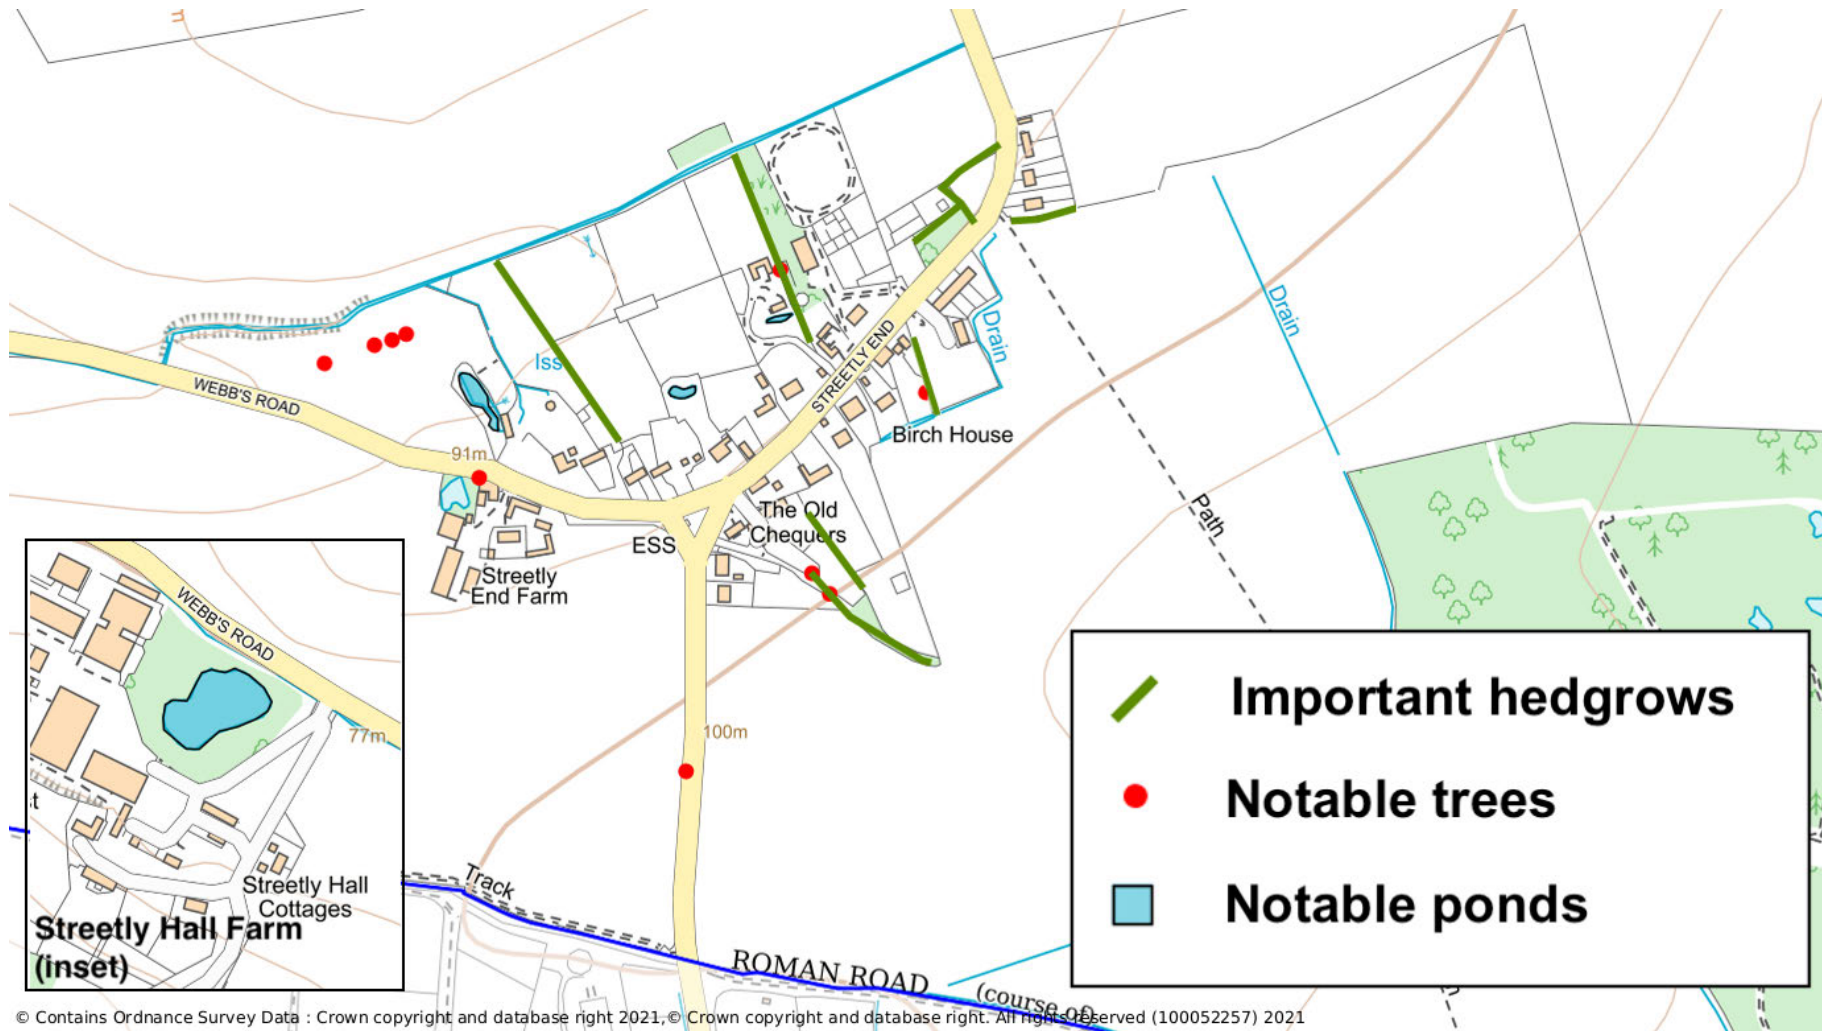 WEBB'S ROAD
Iss
Drain
Drain
STREETLY END
Birch House
91m
The Old
Chequers
ESS
Streetly
End Farm
Path
WEBB'S ROAD
77m
Streetly Hall
Cottages
Streetly Hall Farm
(inset)
100m
Track
ROMAN ROAD
(course of)
Important hedgrows
Notable trees
Notable ponds
© Contains Ordnance Survey Data : Crown copyright and database right 2021,© Crown copyright and database right. All rights reserved (100052257) 2021